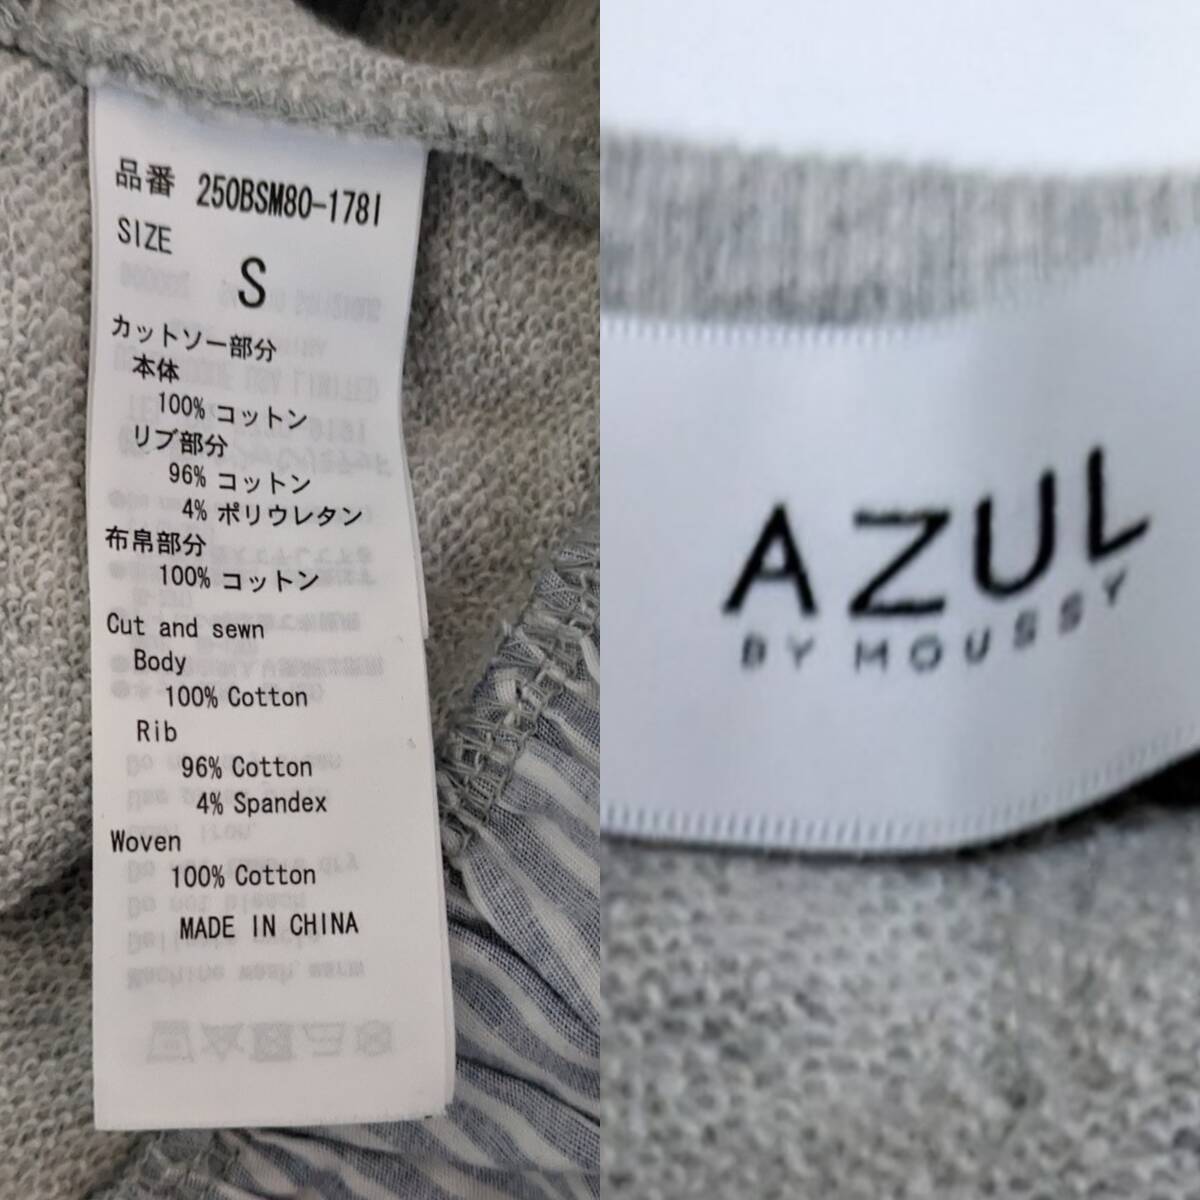 品番 250BSM80-178I
SIZE
S
カットソー部分
本体
100% コットン
リブ部分
96% コットン
4% ポリウレタン
布帛部分
100% コットン
Cut and sewn
Body
100% Cotton
Rib
96% Cotton
4% Spandex
Woven
100% Cotton
MADE IN CHINA
AZUL
BY MOUSSY